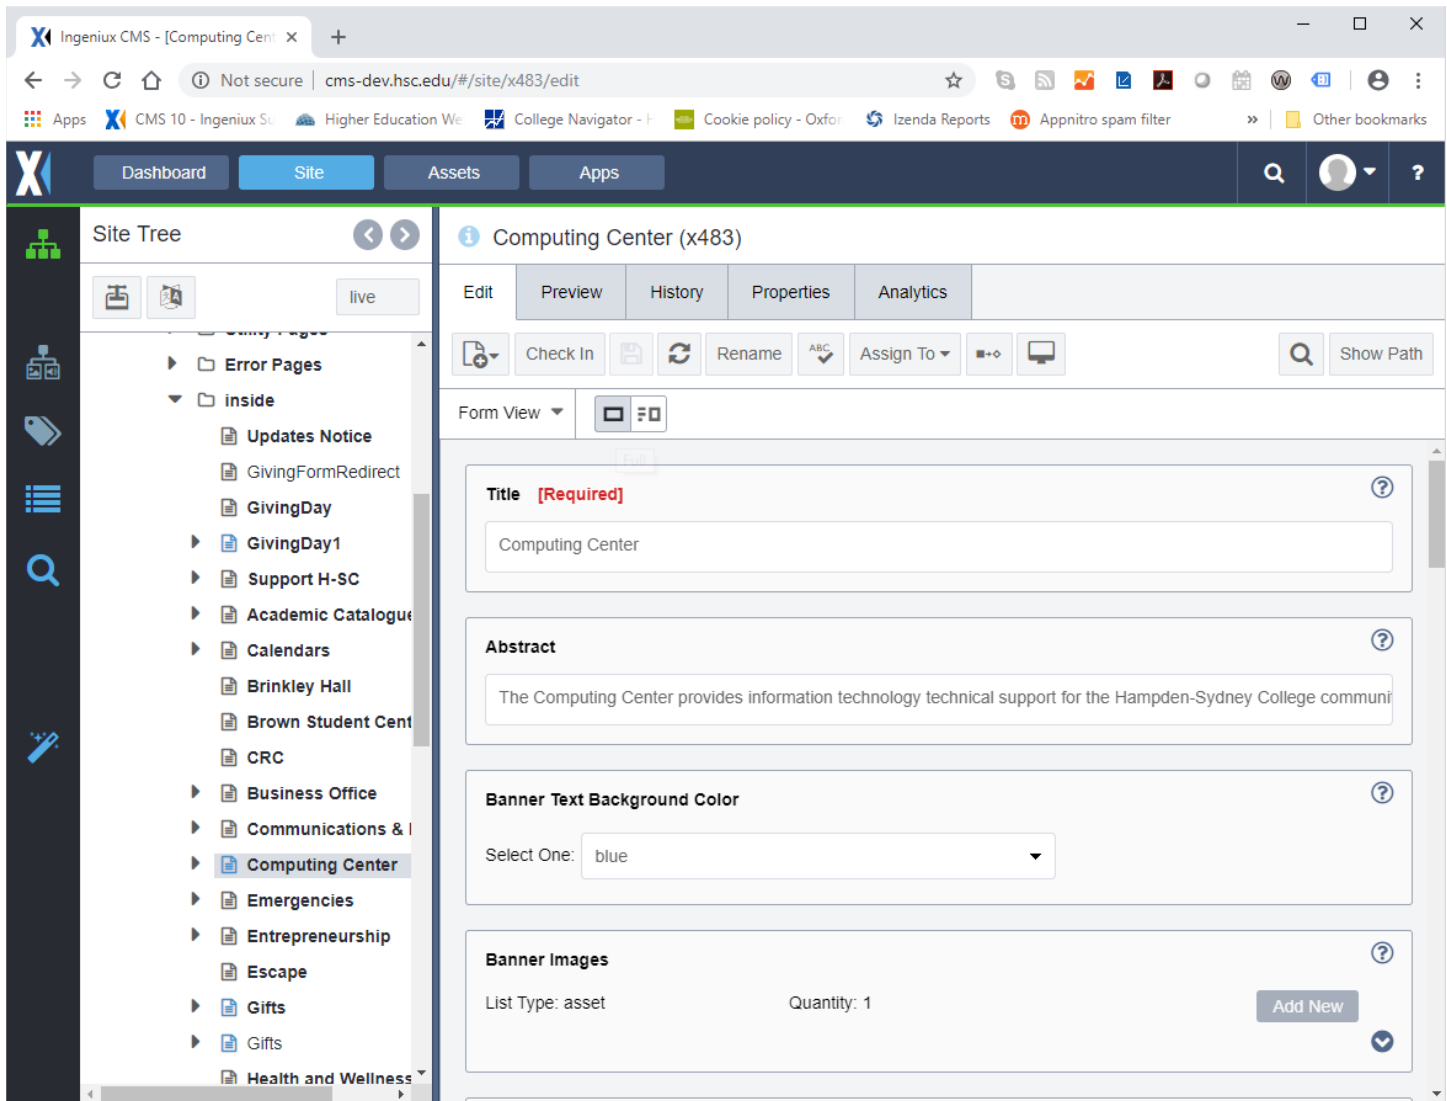 Ingeniux CMS - [Computing Cent
Not secure | cms-dev.hsc.edu/#/site/x483/edit
Apps CMS 10 - Ingeniux Su Higher Education We College Navigator - H Cookie policy - Oxfor Izenda Reports Appnitro spam filter » Other bookmarks
Dashboard Site Assets Apps ?
Site Tree
live
Utility Pages
Error Pages
inside
Updates Notice
GivingFormRedirect
GivingDay
GivingDay1
Support H-SC
Academic Catalogue
Calendars
Brinkley Hall
Brown Student Cent
CRC
Business Office
Communications &
Computing Center
Emergencies
Entrepreneurship
Escape
Gifts
Gifts
Health and Wellness
Computing Center (x483)
Edit Preview History Properties Analytics
Check In Rename ABC Assign To Show Path
Form View
Full
Title [Required]
Computing Center
Abstract
The Computing Center provides information technology technical support for the Hampden-Sydney College communi
Banner Text Background Color
Select One: blue
Banner Images
List Type: asset Quantity: 1 Add New